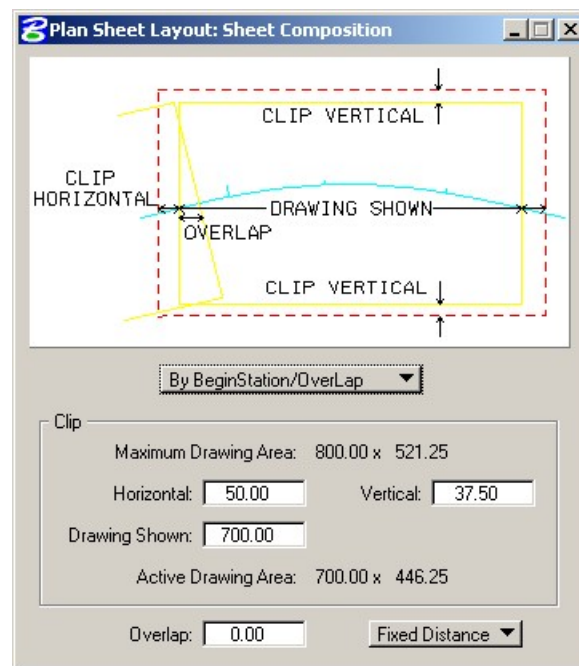 Plan Sheet Layout: Sheet Composition
CLIP VERTICAL
CLIP
HORIZONTAL
DRAWING SHOWN
OVERLAP
CLIP VERTICAL
By BeginStation/OverLap
Clip
Maximum Drawing Area: 800.00 x 521.25
Horizontal: 50.00 Vertical: 37.50
Drawing Shown: 700.00
Active Drawing Area: 700.00 x 446.25
Overlap: 0.00 Fixed Distance